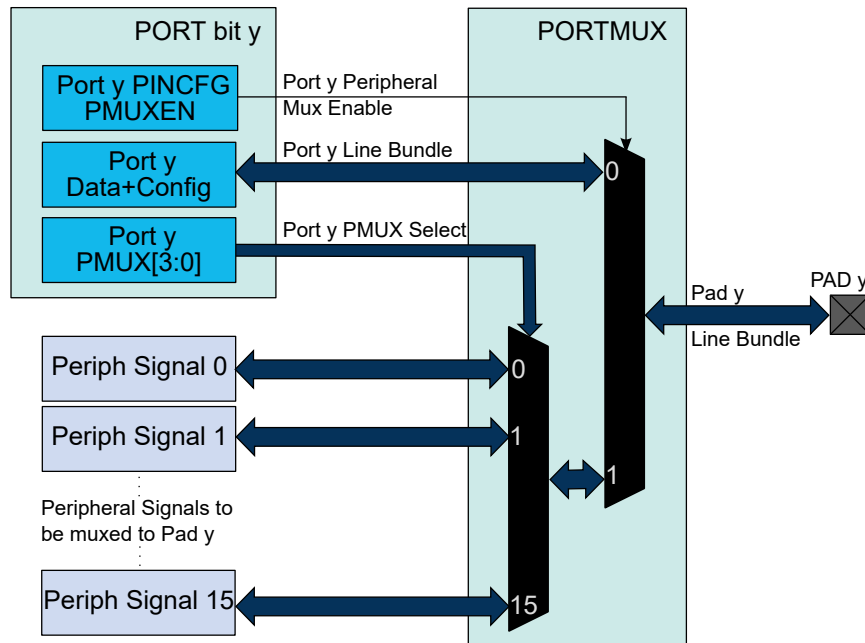 PORT bit y
PORTMUX
Port y PINCFG
PMUXEN
Port y Peripheral
Mux Enable
Port y
Data+Config
Port y Line Bundle
0
Port y
PMUX[3:0]
Port y PMUX Select
Pad y
Line Bundle
PAD y
Periph Signal 0
0
Periph Signal 1
1
1
Peripheral Signals to
be muxed to Pad y
Periph Signal 15
15